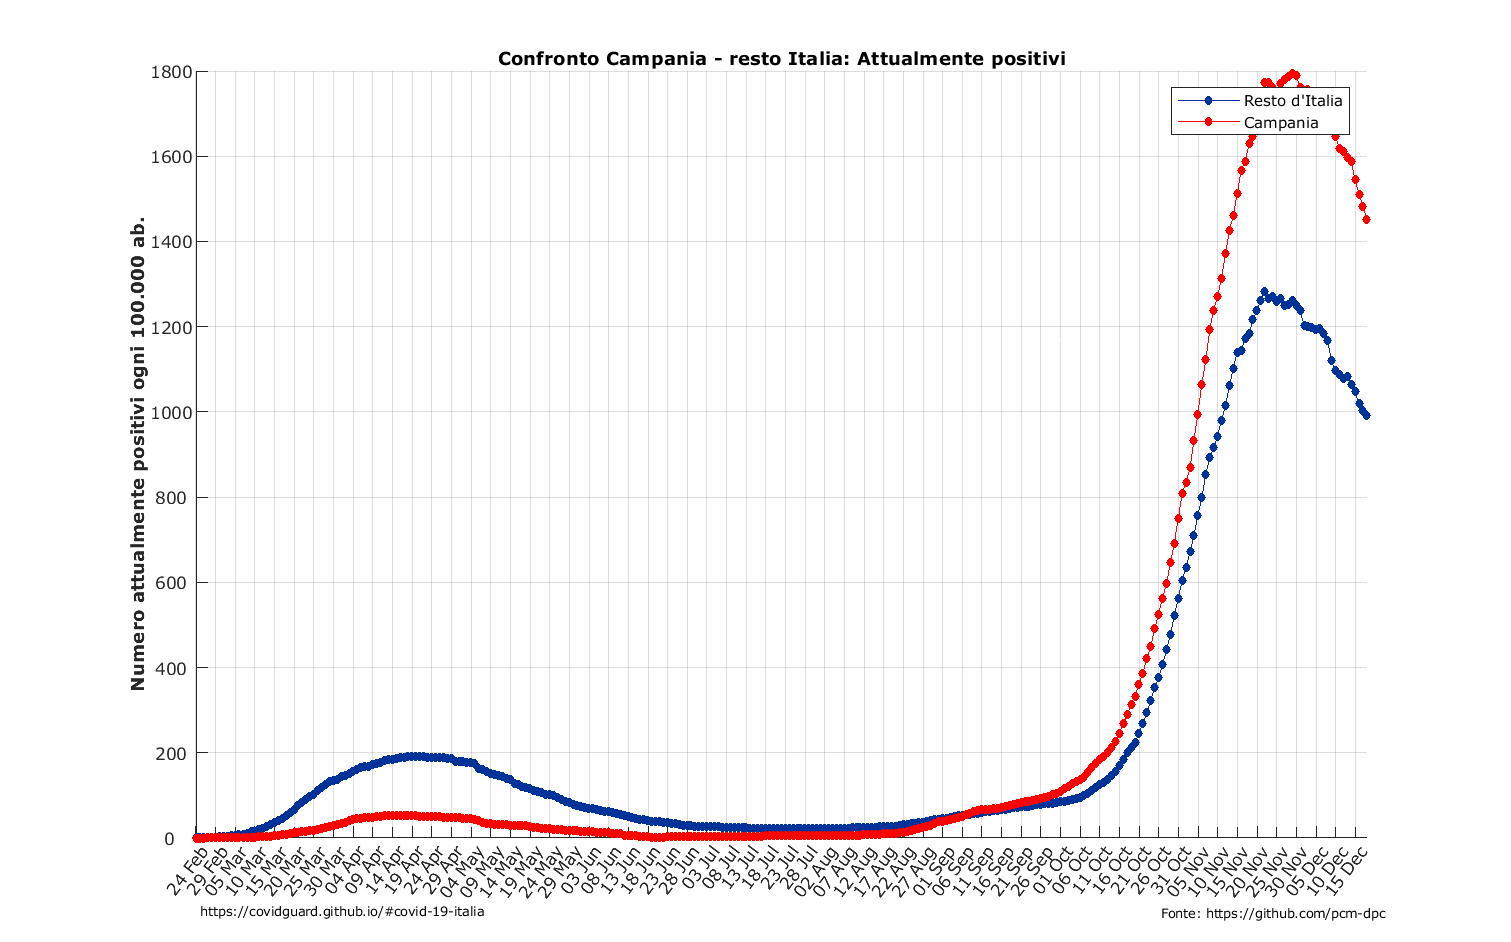 Confronto Campania - resto Italia: Attualmente positivi
Numero attualmente positivi ogni 100.000 ab.
1800
1600
1400
1200
1000
800
600
400
200
0
Resto d'Italia
Campania
24 Feb
29 Feb
05 Mar
10 Mar
15 Mar
20 Mar
25 Mar
30 Mar
04 Apr
09 Apr
14 Apr
19 Apr
24 Apr
29 Apr
04 May
09 May
14 May
19 May
24 May
29 May
03 Jun
08 Jun
13 Jun
18 Jun
23 Jun
28 Jun
03 Jul
08 Jul
13 Jul
18 Jul
23 Jul
28 Jul
02 Aug
07 Aug
12 Aug
17 Aug
22 Aug
27 Aug
01 Sep
06 Sep
11 Sep
16 Sep
21 Sep
26 Sep
01 Oct
06 Oct
11 Oct
16 Oct
21 Oct
26 Oct
31 Oct
05 Nov
10 Nov
15 Nov
20 Nov
25 Nov
30 Nov
05 Dec
10 Dec
15 Dec
https://covidguard.github.io/#covid-19-italia
Fonte: https://github.com/pcm-dpc